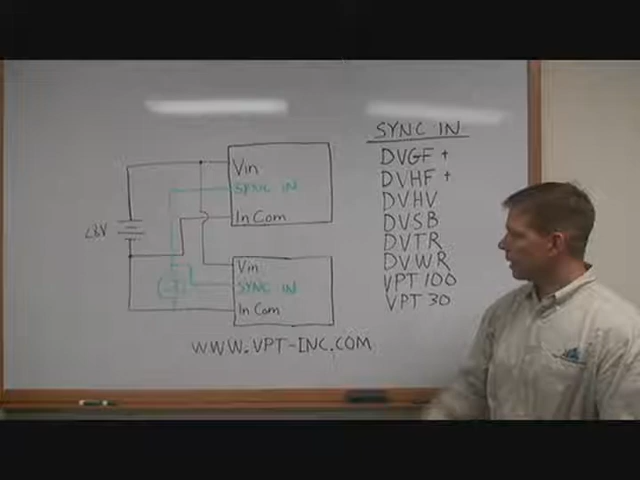 Vin
SYNC IN
In Com
28V
Vin
SYNC IN
In Com
WWW.VPT-INC.COM
SYNC IN
DVGF +
DVHF +
DVHV
DVSB
DVTR
DVWR
VPT 100
VPT 30